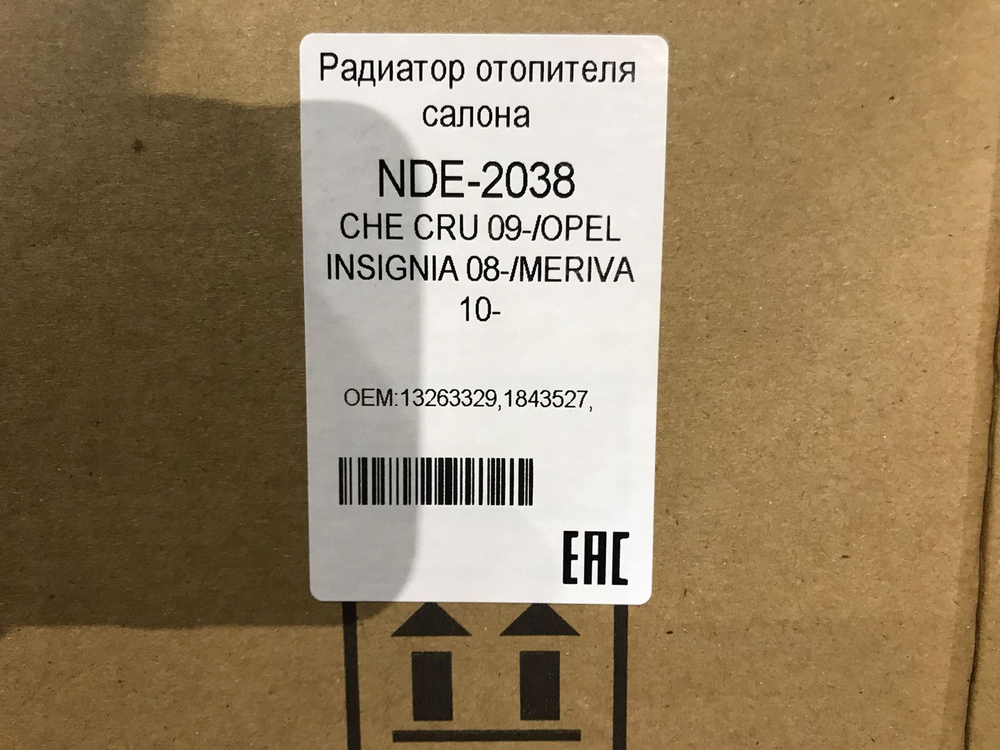 Радиатор отопителя
салона
NDE-2038
CHE CRU 09-/OPEL
INSIGNIA 08-/MERIVA
10-
OEM:13263329,1843527,
EAC